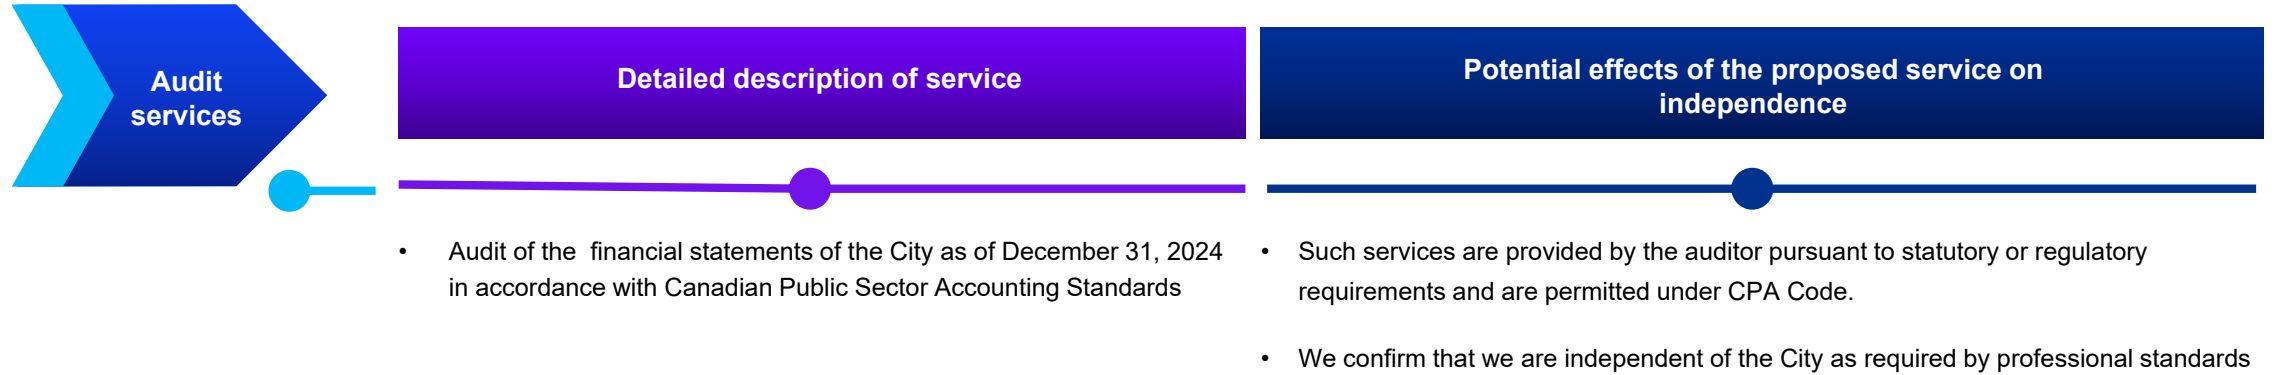 Audit
services
Detailed description of service
Potential effects of the proposed service on
independence
• Audit of the financial statements of the City as of December 31, 2024
in accordance with Canadian Public Sector Accounting Standards
• Such services are provided by the auditor pursuant to statutory or regulatory
requirements and are permitted under CPA Code.
• We confirm that we are independent of the City as required by professional standards